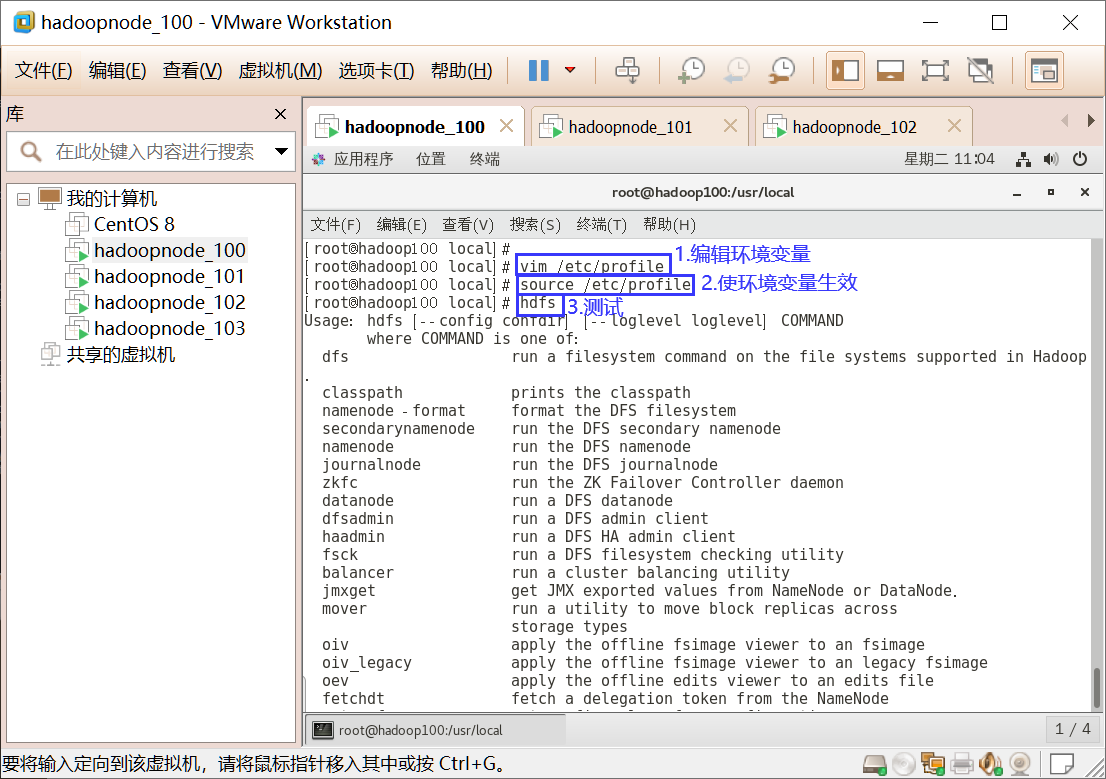 hadoopnode_100 - VMware Workstation
文件(F) 编辑(E) 查看(V) 虚拟机(M) 选项卡(T) 帮助(H)
库
在此处键入内容进行搜索
我的计算机
CentOS 8
hadoopnode_100
hadoopnode_101
hadoopnode_102
hadoopnode_103
共享的虚拟机
hadoopnode_100 hadoopnode_101 hadoopnode_102
应用程序 位置 终端 星期二 11:04
root@hadoop100:/usr/local
文件(F) 编辑(E) 查看(V) 搜索(S) 终端(T) 帮助(H)
[root@hadoop100 local]#
[root@hadoop100 local]# vim /etc/profile 1.编辑环境变量
[root@hadoop100 local]# source /etc/profile 2.使环境变量生效
[root@hadoop100 local]# hdfs 3.测试
Usage: hdfs [--config confdir] [--loglevel loglevel] COMMAND
where COMMAND is one of:
dfs run a filesystem command on the file systems supported in Hadoop
.
classpath prints the classpath
namenode -format format the DFS filesystem
secondarynamenode run the DFS secondary namenode
namenode run the DFS namenode
journalnode run the DFS journalnode
zkfc run the ZK Failover Controller daemon
datanode run a DFS datanode
dfsadmin run a DFS admin client
haadmin run a DFS HA admin client
fsck run a DFS filesystem checking utility
balancer run a cluster balancing utility
jmxget get JMX exported values from NameNode or DataNode.
mover run a utility to move block replicas across
storage types
oiv apply the offline fsimage viewer to an fsimage
oiv_legacy apply the offline fsimage viewer to an legacy fsimage
oev apply the offline edits viewer to an edits file
fetchdt fetch a delegation token from the NameNode
root@hadoop100:/usr/local 1 / 4
要将输入定向到该虚拟机，请将鼠标指针移入其中或按 Ctrl+G。